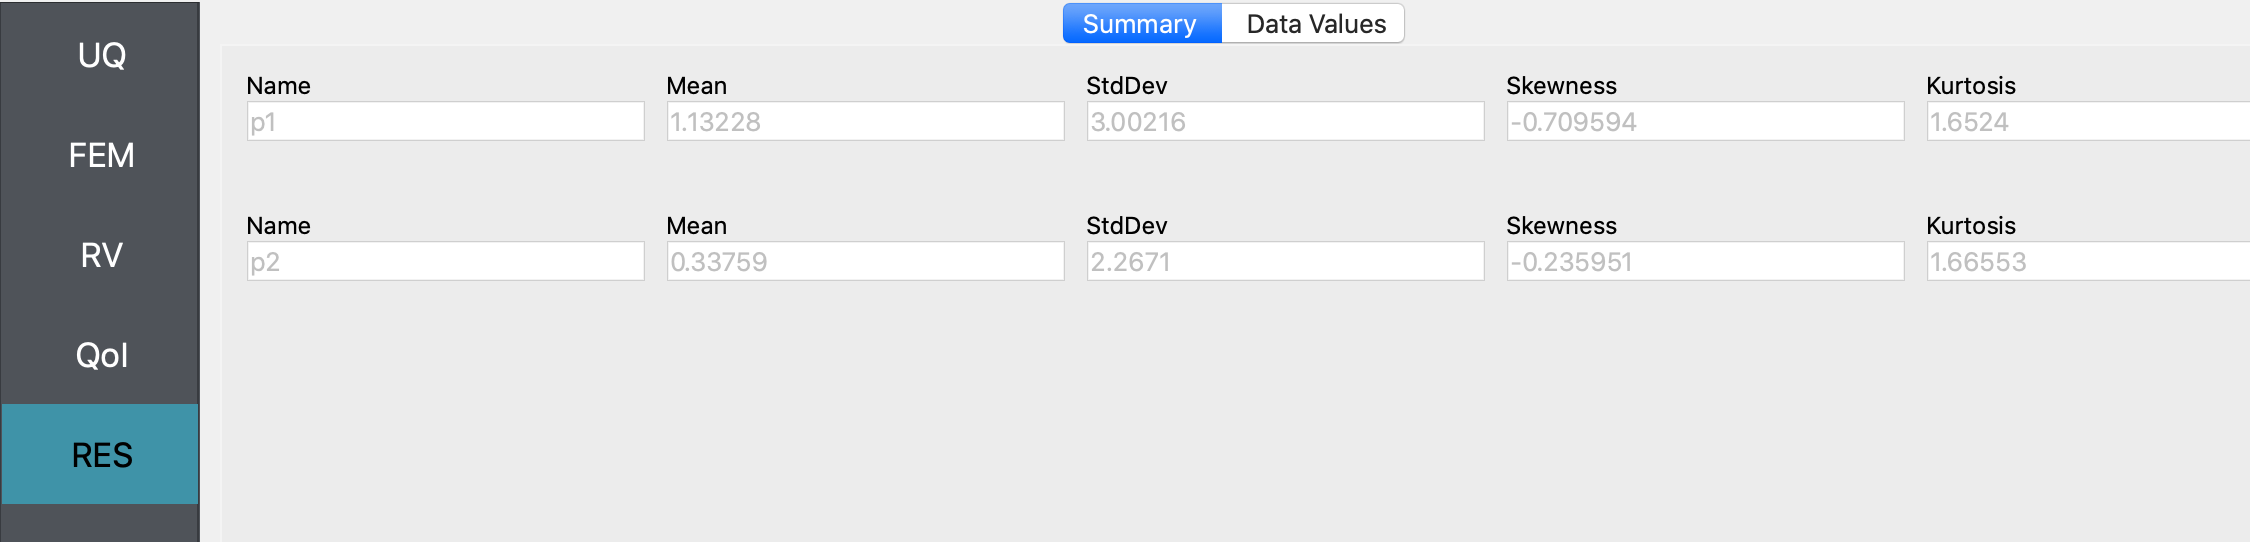 Summary Data Values
UQ
FEM
RV
QoI
RES
Name Mean StdDev Skewness Kurtosis
p1 1.13228 3.00216 -0.709594 1.6524
Name Mean StdDev Skewness Kurtosis
p2 0.33759 2.2671 -0.235951 1.66553